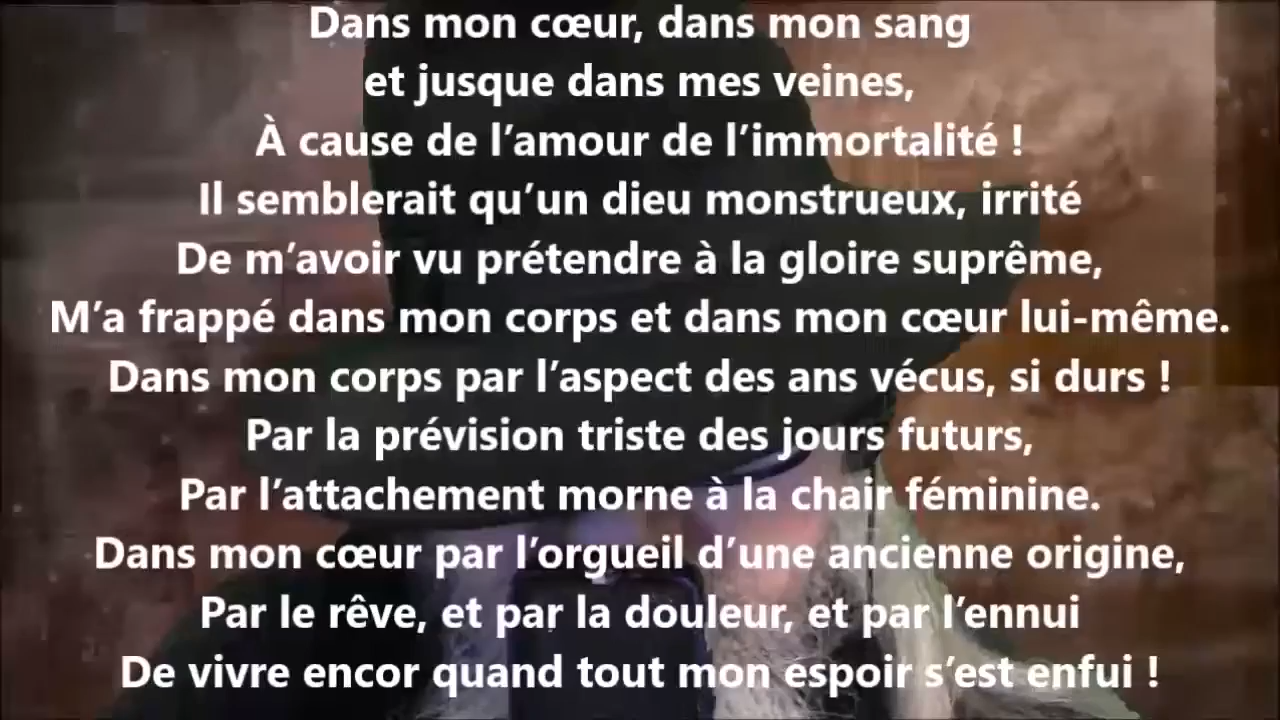 Dans mon cœur, dans mon sang
et jusque dans mes veines,
À cause de l’amour de l’immortalité !
Il semblerait qu’un dieu monstrueux, irrité
De m’avoir vu prétendre à la gloire suprême,
M’a frappé dans mon corps et dans mon cœur lui-même.
Dans mon corps par l’aspect des ans vécus, si durs !
Par la prévision triste des jours futurs,
Par l’attachement morne à la chair féminine.
Dans mon cœur par l’orgueil d’une ancienne origine,
Par le rêve, et par la douleur, et par l’ennui
De vivre encor quand tout mon espoir s’est enfui !